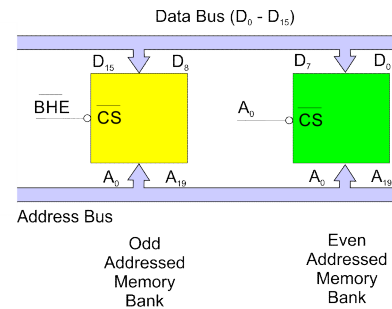 Data Bus (D₀ - D₁₅)
D₁₅ D₈ D₇ D₀
BHE CS A₀ CS
A₀ A₁₉ A₀ A₁₉
Address Bus
Odd
Addressed
Memory
Bank
Even
Addressed
Memory
Bank